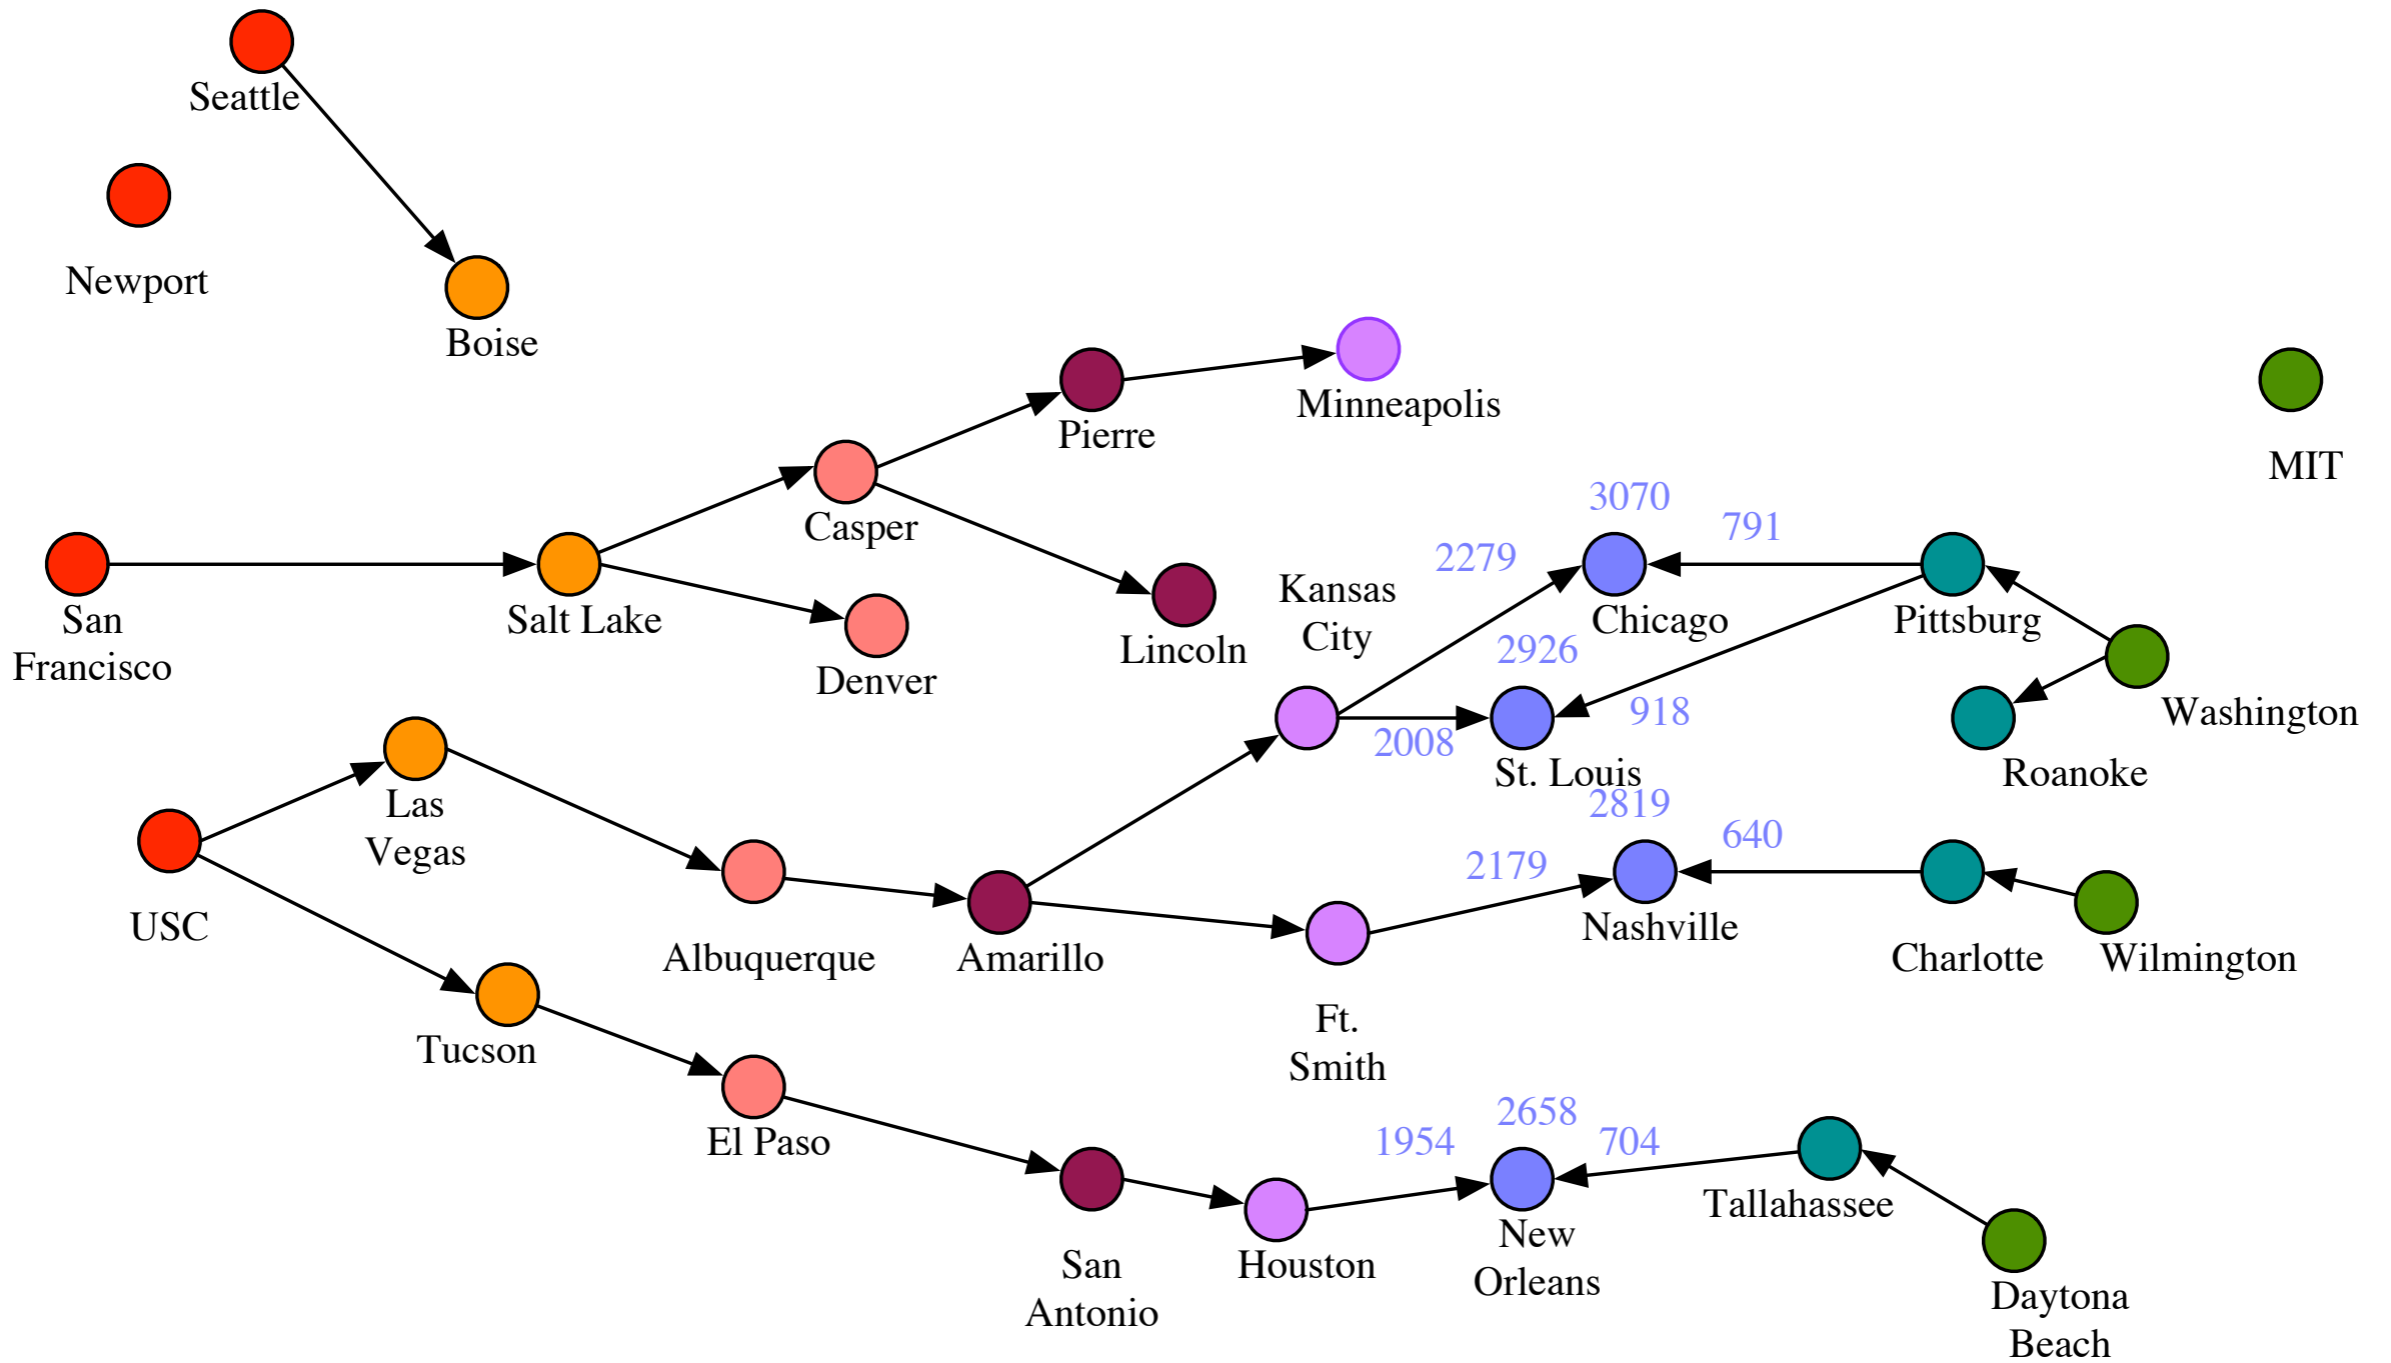 Seattle
Newport
Boise
Minneapolis
Pierre
MIT
3070
791
Casper
2279
Kansas
City
San
Francisco
Salt Lake
Chicago
Pittsburg
2926
Lincoln
Denver
918
Washington
2008
St. Louis
Roanoke
Las
Vegas
2819
640
2179
USC
Nashville
Albuquerque
Amarillo
Charlotte
Wilmington
Ft.
Smith
Tucson
2658
El Paso
1954
704
Tallahassee
New
Orleans
San
Antonio
Houston
Daytona
Beach